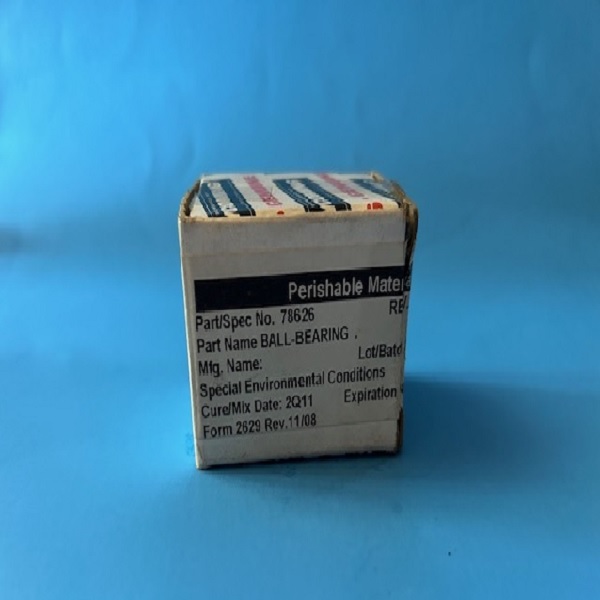 Perishable Mater
Part/Spec No. 78626 RE
Part Name BALL-BEARING
Mfg. Name: Lot/Batc
Special Environmental Conditions
Cure/Mix Date: 2Q11 Expiration
Form 2629 Rev.11/08